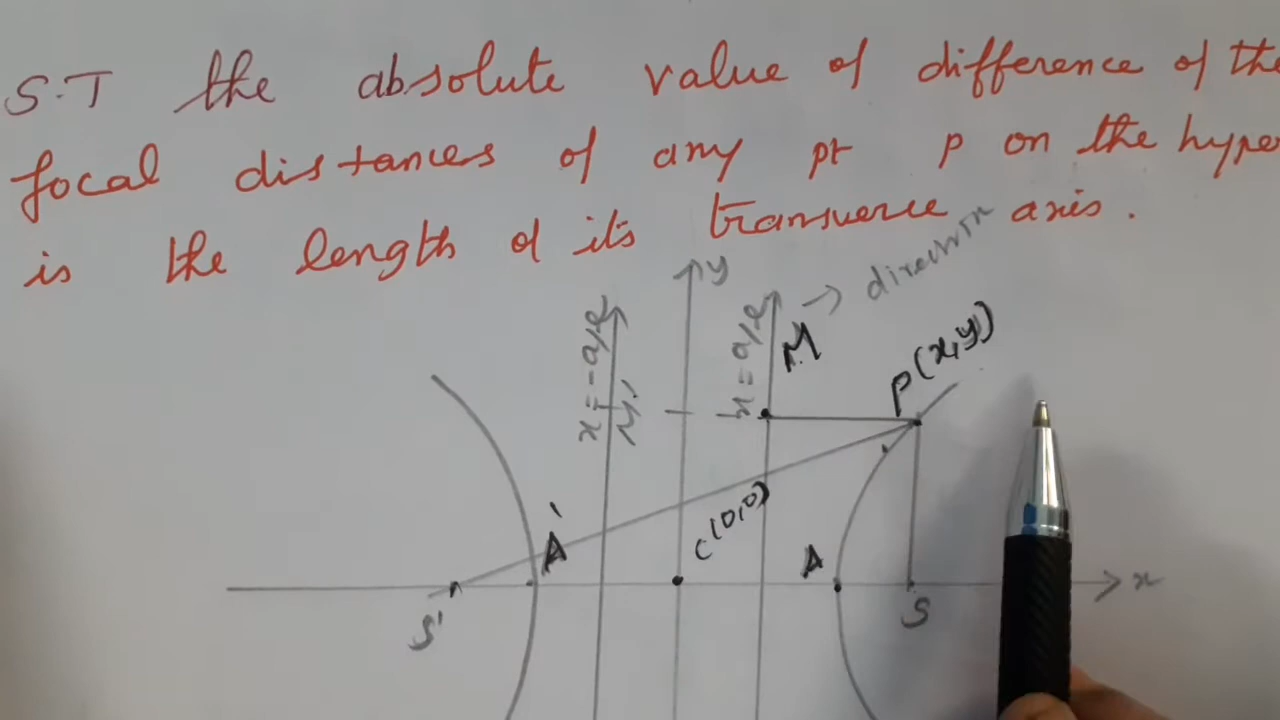 S.T the absolute value of difference of the
focal distances of any pt P on the hyper
is the length of its transverse axis.
y
→ directrix
x = -a/e
x = a/e
M
M'
P(x,y)
C(0,0)
A'
A
x
S'
S